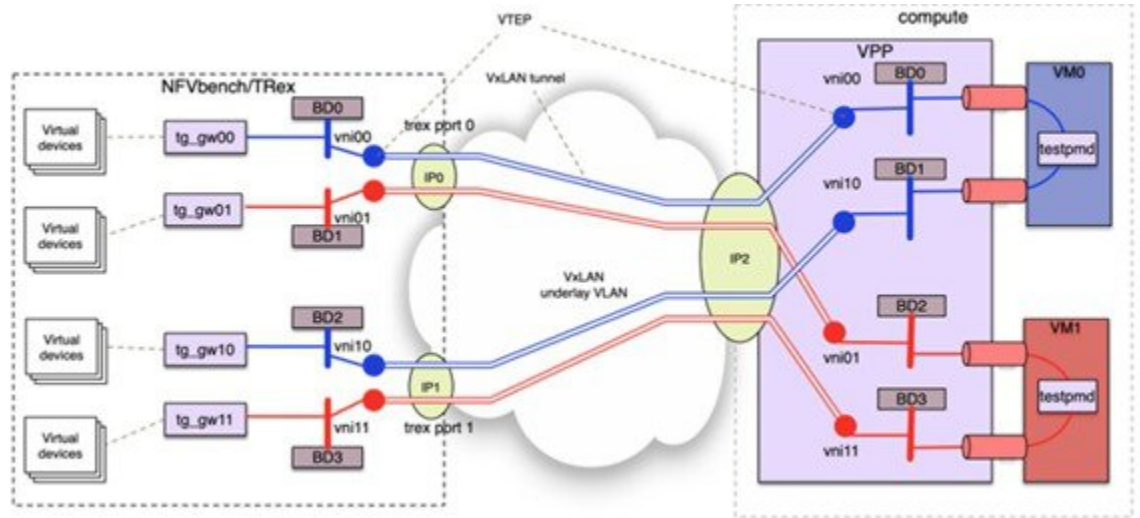 compute
VTEP
VPP
VxLAN tunnel
NFVbench/TRex
BD0
vni00
VM0
Virtual
devices
tg_gw00
BD0
vni00
trex port 0
testpmd
IP0
BD1
vni10
Virtual
devices
tg_gw01
vni01
BD1
IP2
VxLAN
underlay VLAN
Virtual
devices
tg_gw10
BD2
vni10
BD2
vni01
VM1
IP1
testpmd
Virtual
devices
tg_gw11
vni11
BD3
trex port 1
BD3
vni11